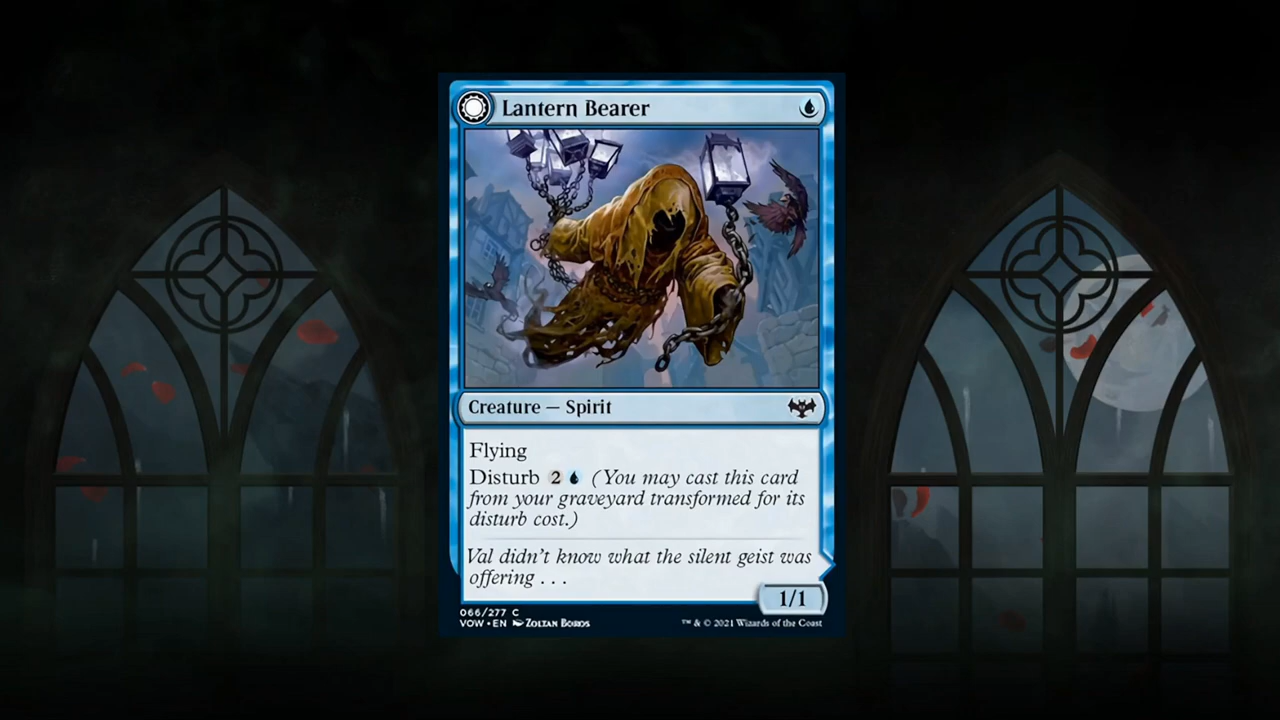 Lantern Bearer
Creature — Spirit
Flying
Disturb 2 (You may cast this card
from your graveyard transformed for its
disturb cost.)
Val didn't know what the silent geist was
offering . . .
1/1
066/277 C
VOW • EN Zoltan Boros
™ & © 2021 Wizards of the Coast